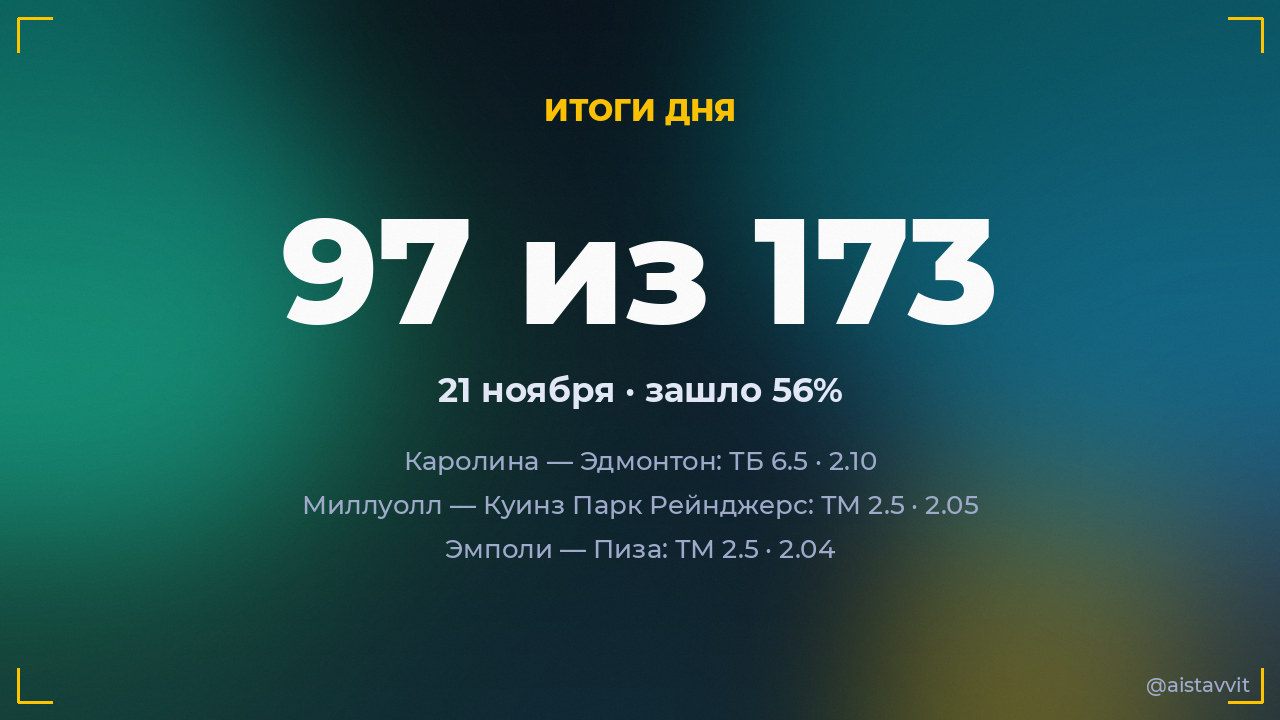 ИТОГИ ДНЯ
97 из 173
21 ноября · зашло 56%
Каролина — Эдмонтон: ТБ 6.5 · 2.10
Миллуолл — Куинз Парк Рейнджерс: ТМ 2.5 · 2.05
Эмполи — Пиза: ТМ 2.5 · 2.04
@aistavvit